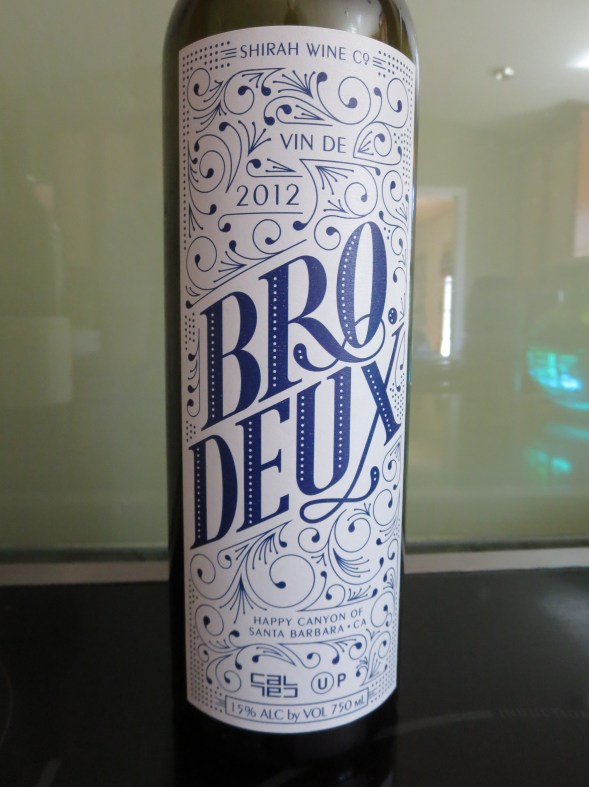 SHIRAH WINE Co
VIN DE
2012
BRO.
DEUX
HAPPY CANYON OF
SANTA BARBARA • CA
U P
15% ALC by VOL 750 ML